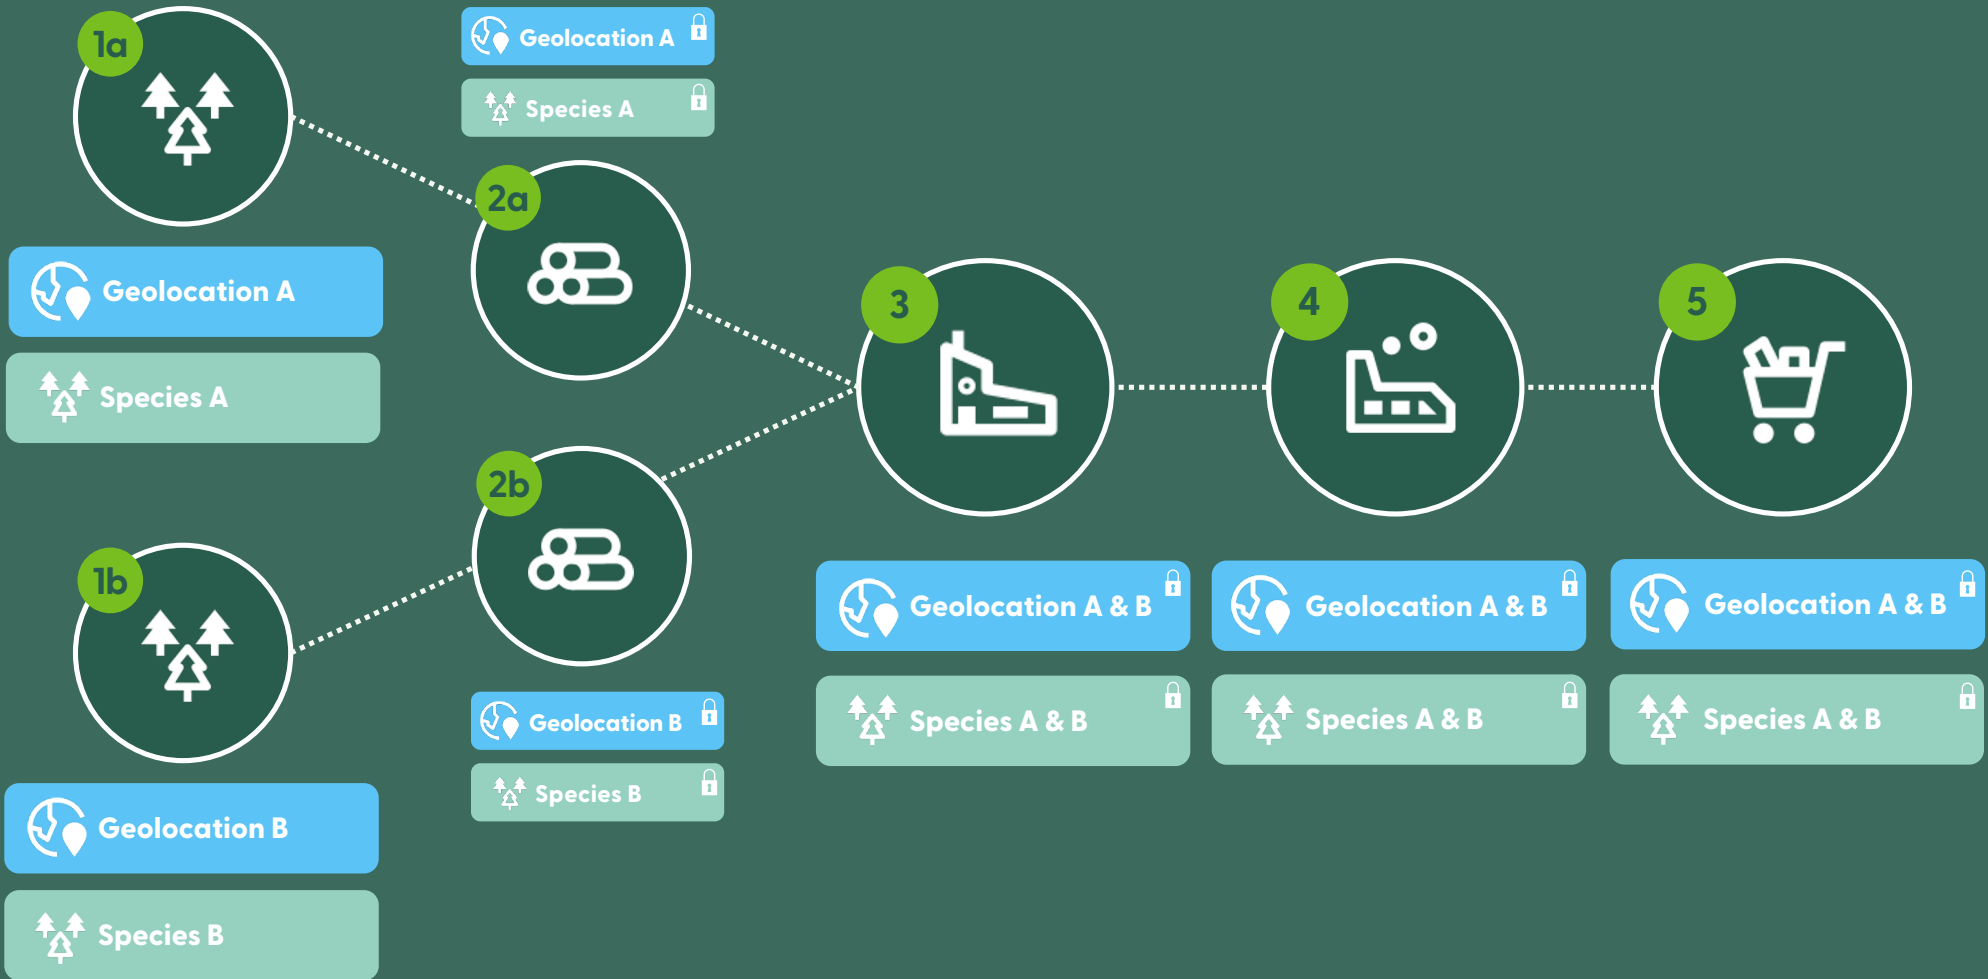 1a
Geolocation A
Species A
Geolocation A
Species A
2a
1b
Geolocation B
Species B
2b
Geolocation B
Species B
3
Geolocation A & B
Species A & B
4
Geolocation A & B
Species A & B
5
Geolocation A & B
Species A & B